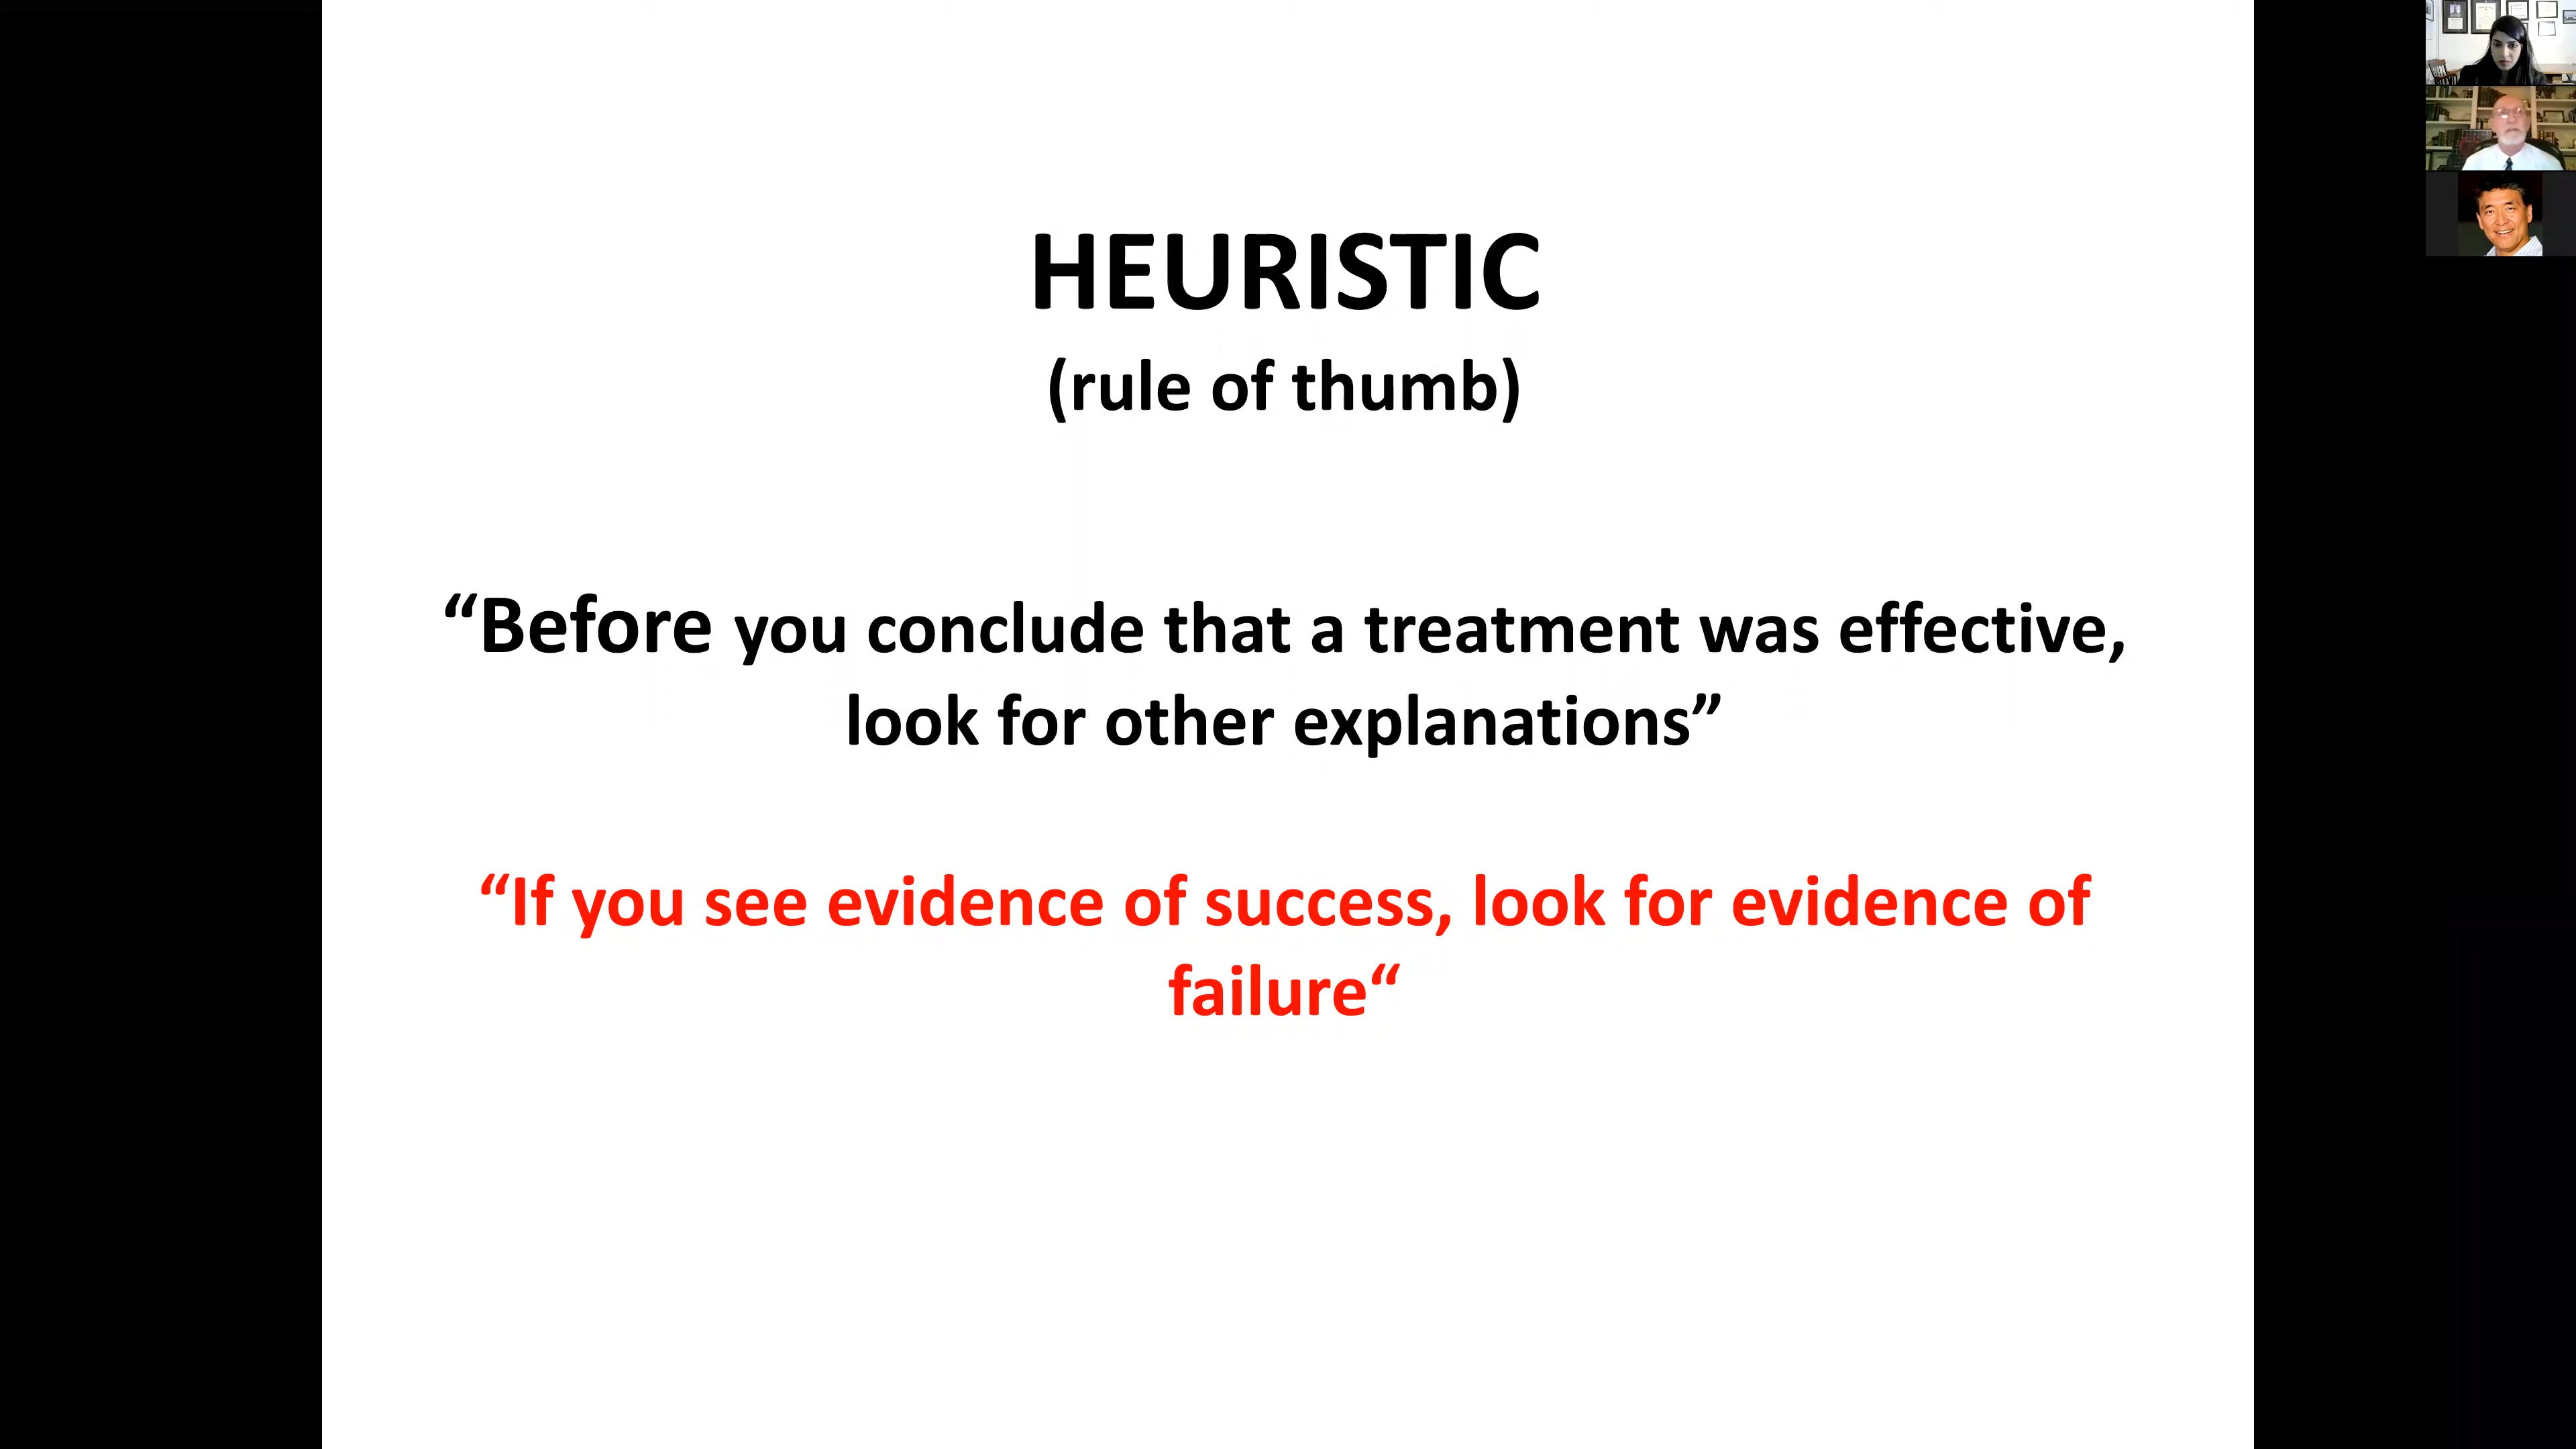 HEURISTIC
(rule of thumb)
“Before you conclude that a treatment was effective,
look for other explanations”
“If you see evidence of success, look for evidence of
failure“